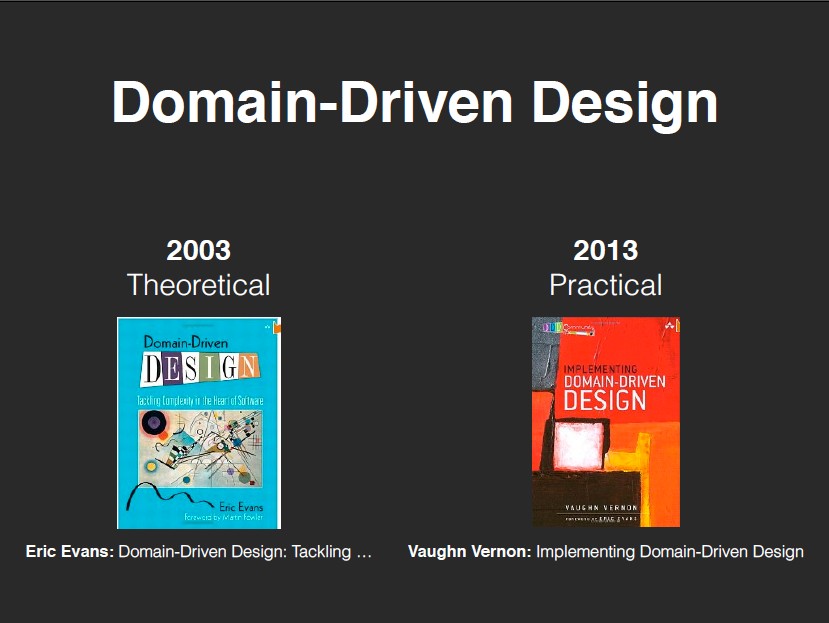 Domain-Driven Design
2003
Theoretical
Domain-Driven
DESIGN
Tackling Complexity in the Heart of Software
Eric Evans
Foreword by Martin Fowler
Eric Evans: Domain-Driven Design: Tackling …
2013
Practical
IMPLEMENTING
DOMAIN-DRIVEN
DESIGN
VAUGHN VERNON
FOREWORD BY ERIC EVANS
Vaughn Vernon: Implementing Domain-Driven Design